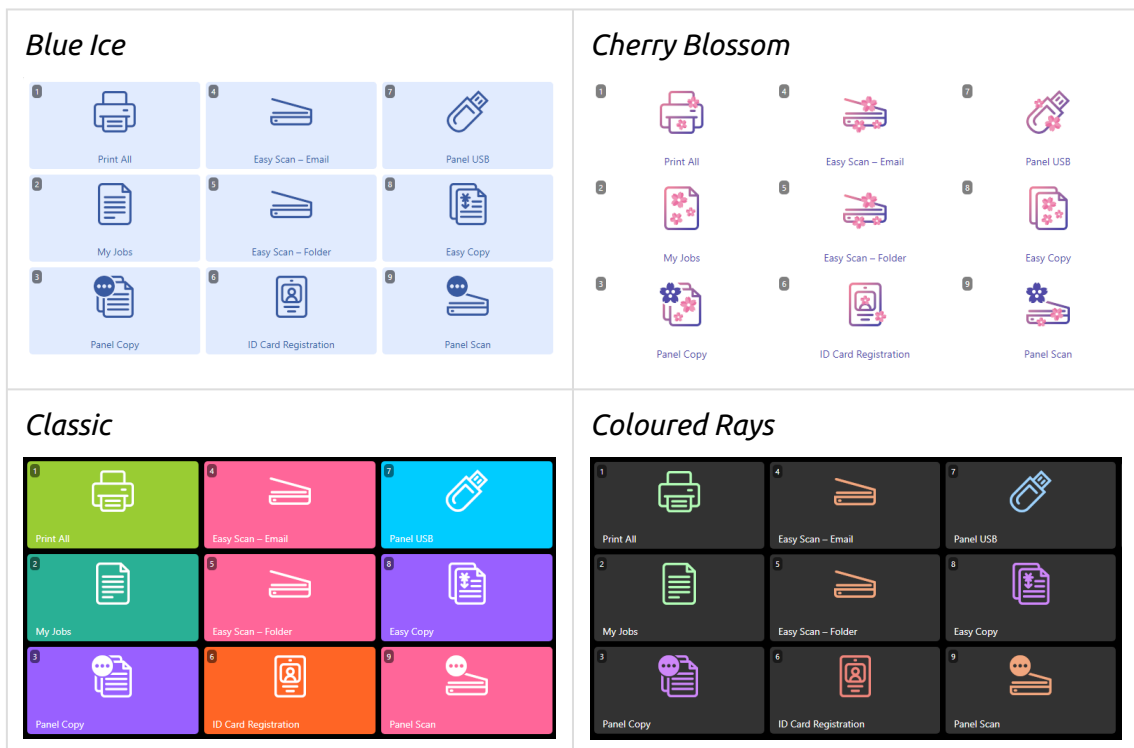 Blue Ice
1
4
7
Print All
Easy Scan – Email
Panel USB
2
5
8
My Jobs
Easy Scan – Folder
Easy Copy
3
6
9
Panel Copy
ID Card Registration
Panel Scan
Cherry Blossom
1
4
7
Print All
Easy Scan – Email
Panel USB
2
5
8
My Jobs
Easy Scan – Folder
Easy Copy
3
6
9
Panel Copy
ID Card Registration
Panel Scan
Classic
1
4
7
Print All
Easy Scan – Email
Panel USB
2
5
8
My Jobs
Easy Scan – Folder
Easy Copy
3
6
9
Panel Copy
ID Card Registration
Panel Scan
Coloured Rays
1
4
7
Print All
Easy Scan – Email
Panel USB
2
5
8
My Jobs
Easy Scan – Folder
Easy Copy
3
6
9
Panel Copy
ID Card Registration
Panel Scan